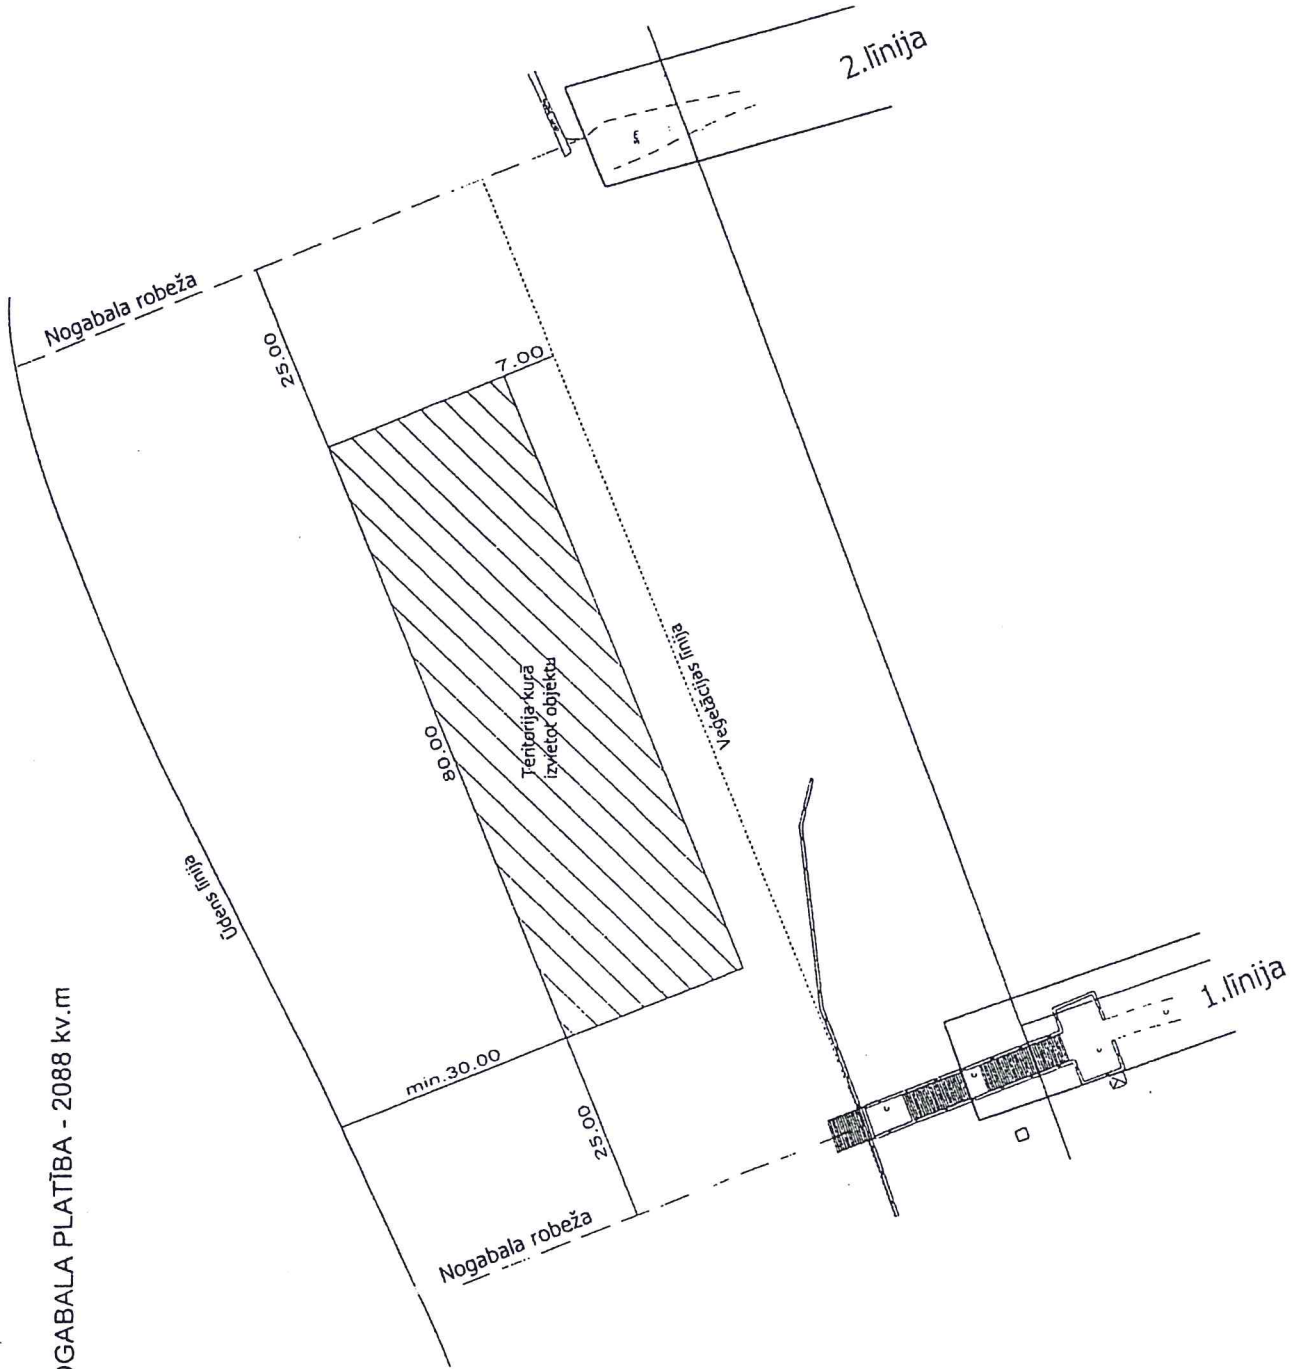 2.līnija
Nogabala robeža
25.00
7.00
80.00
Teritorija kurā
izvietot objektu
Veģetācijas līnija
Ūdens līnija
min.30.00
25.00
1.līnija
Nogabala robeža
OGABALA PLATĪBA - 2088 kv.m